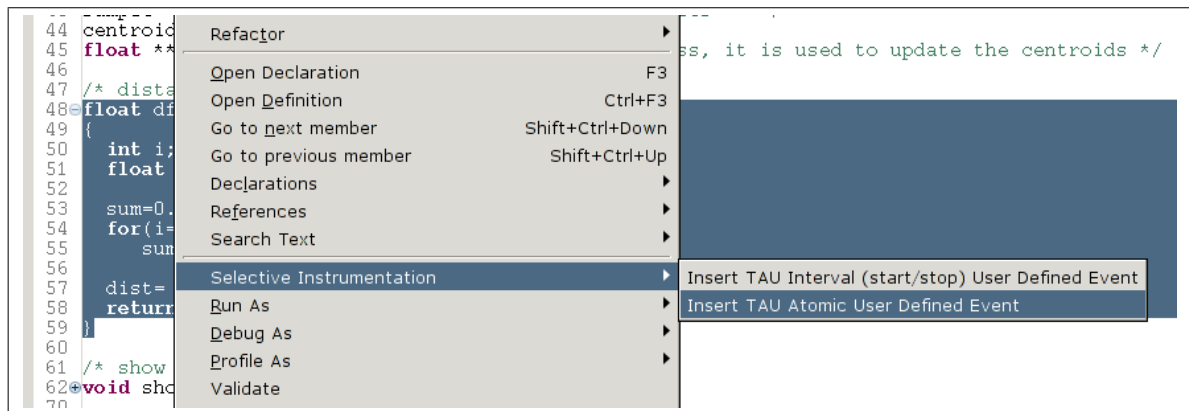 44 centroid
Refactor
45 float ** ss, it is used to update the centroids */
46
Open Declaration F3
47 /* dista
Open Definition Ctrl+F3
48 float df
49 {
Go to next member Shift+Ctrl+Down
50 int i;
Go to previous member Shift+Ctrl+Up
51 float
Declarations
52
53 sum=0.
References
54 for(i=
Search Text
55 sum
56
Selective Instrumentation
Insert TAU Interval (start/stop) User Defined Event
57 dist=
58 return
Run As
Insert TAU Atomic User Defined Event
59 }
Debug As
60
61 /* show
Profile As
62 void sho
Validate
70